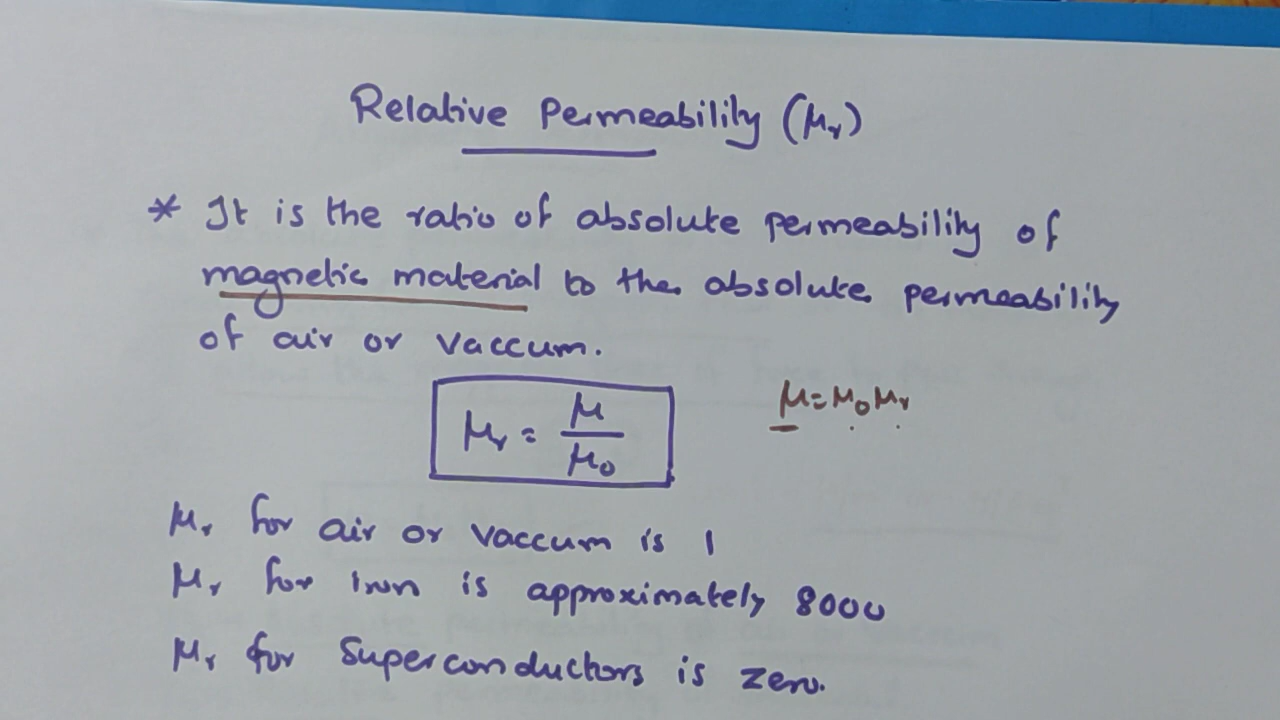 Relative Permeability (μr)
* It is the ratio of absolute permeability of
magnetic material to the absolute permeability
of air or vaccum.
μr = μ/μ0
μ=μ0μr
μr for air or vaccum is 1
μr for iron is approximately 8000
μr for Superconductors is zero.